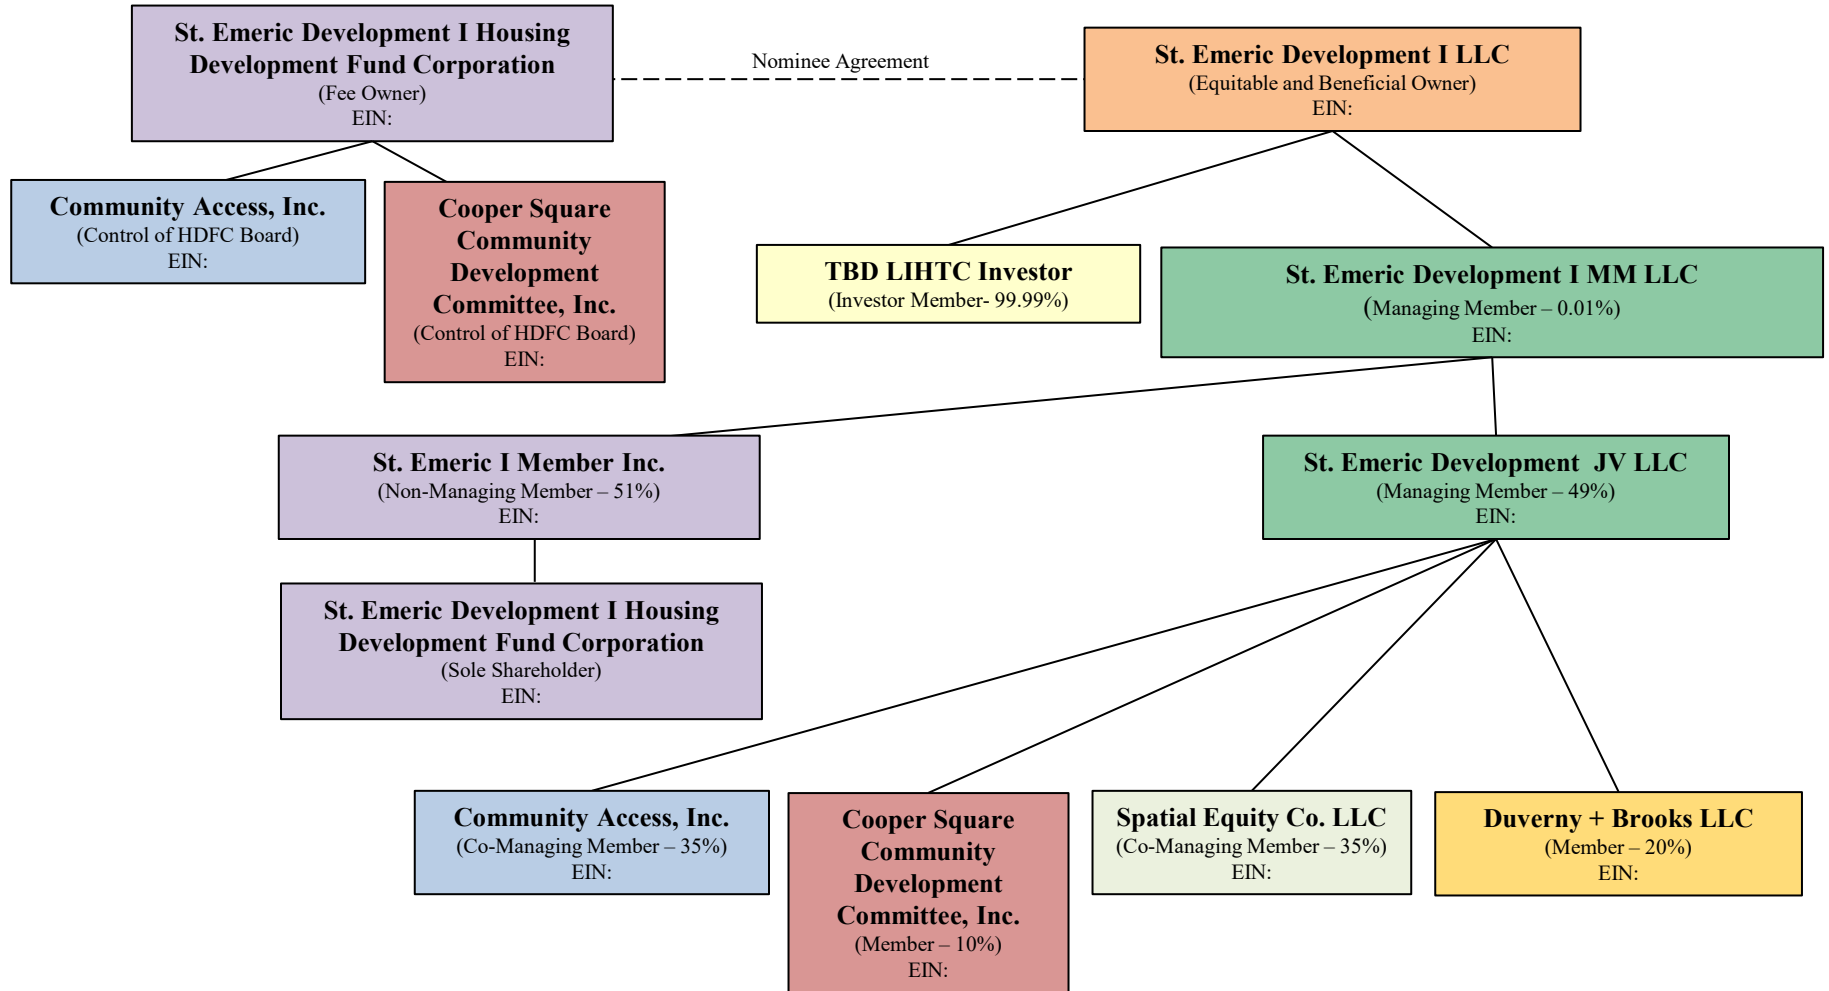 St. Emeric Development I Housing
Development Fund Corporation
(Fee Owner)
EIN:
Nominee Agreement
St. Emeric Development I LLC
(Equitable and Beneficial Owner)
EIN:
Community Access, Inc.
(Control of HDFC Board)
EIN:
Cooper Square
Community
Development
Committee, Inc.
(Control of HDFC Board)
EIN:
TBD LIHTC Investor
(Investor Member- 99.99%)
St. Emeric Development I MM LLC
(Managing Member – 0.01%)
EIN:
St. Emeric I Member Inc.
(Non-Managing Member – 51%)
EIN:
St. Emeric Development JV LLC
(Managing Member – 49%)
EIN:
St. Emeric Development I Housing
Development Fund Corporation
(Sole Shareholder)
EIN:
Community Access, Inc.
(Co-Managing Member – 35%)
EIN:
Cooper Square
Community
Development
Committee, Inc.
(Member – 10%)
EIN:
Spatial Equity Co. LLC
(Co-Managing Member – 35%)
EIN:
Duverny + Brooks LLC
(Member – 20%)
EIN: